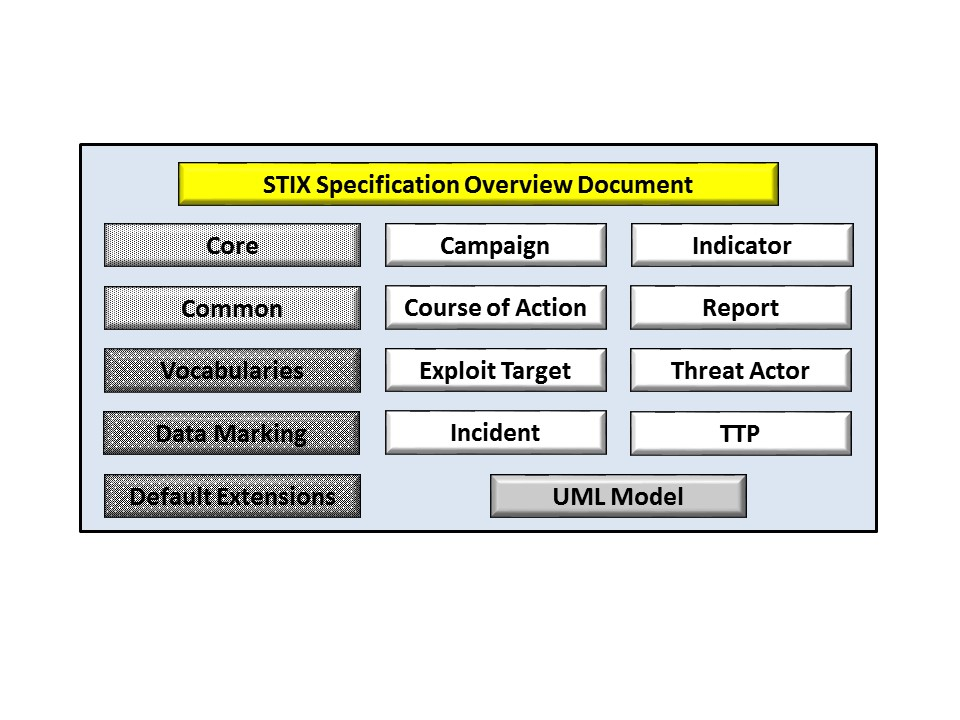 STIX Specification Overview Document
Core
Campaign
Indicator
Common
Course of Action
Report
Vocabularies
Exploit Target
Threat Actor
Data Marking
Incident
TTP
Default Extensions
UML Model